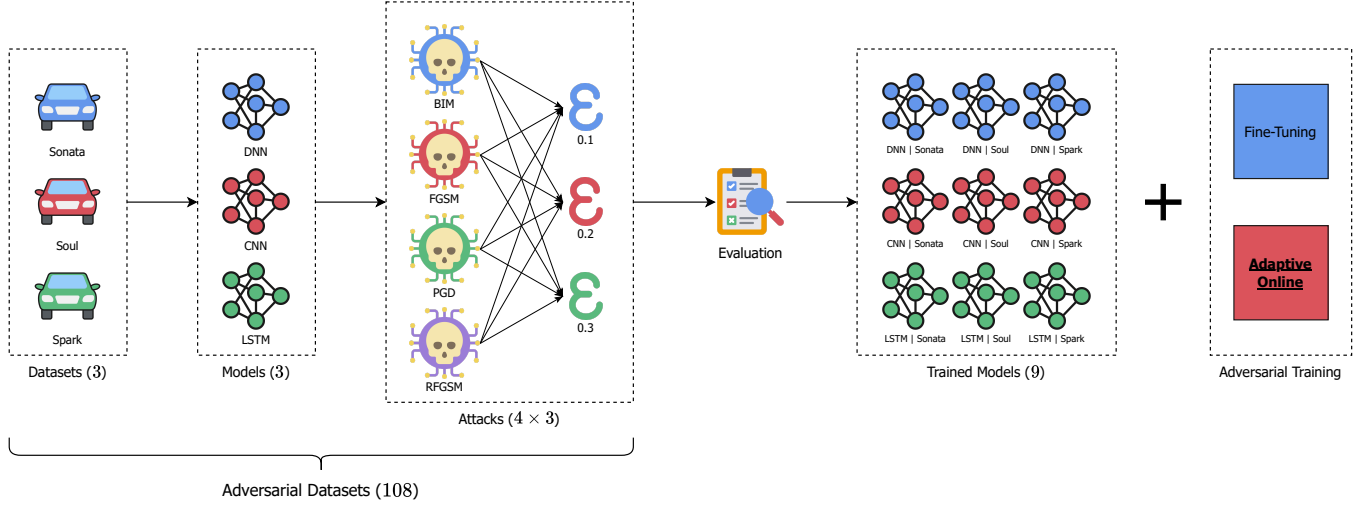 Sonata
Soul
Spark
Datasets (3)
DNN
CNN
LSTM
Models (3)
BIM
FGSM
PGD
RFGSM
ε
0.1
ε
0.2
ε
0.3
Attacks (4 × 3)
Adversarial Datasets (108)
Evaluation
DNN | Sonata DNN | Soul DNN | Spark
CNN | Sonata CNN | Soul CNN | Spark
LSTM | Sonata LSTM | Soul LSTM | Spark
Trained Models (9)
+
Fine-Tuning
Adaptive
Online
Adversarial Training